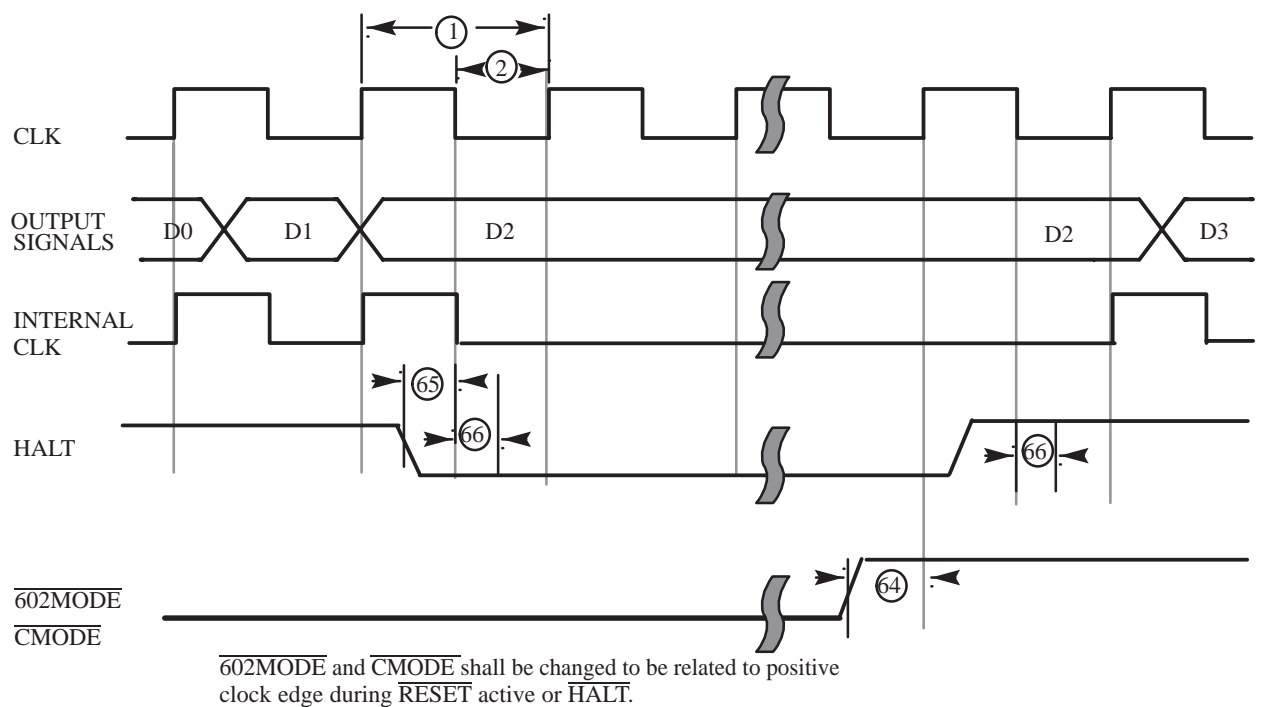 1
2
CLK
OUTPUT
SIGNALS
D0
D1
D2
D2
D3
INTERNAL
CLK
65
66
HALT
66
602MODE
CMODE
64
602MODE and CMODE shall be changed to be related to positive
clock edge during RESET active or HALT.